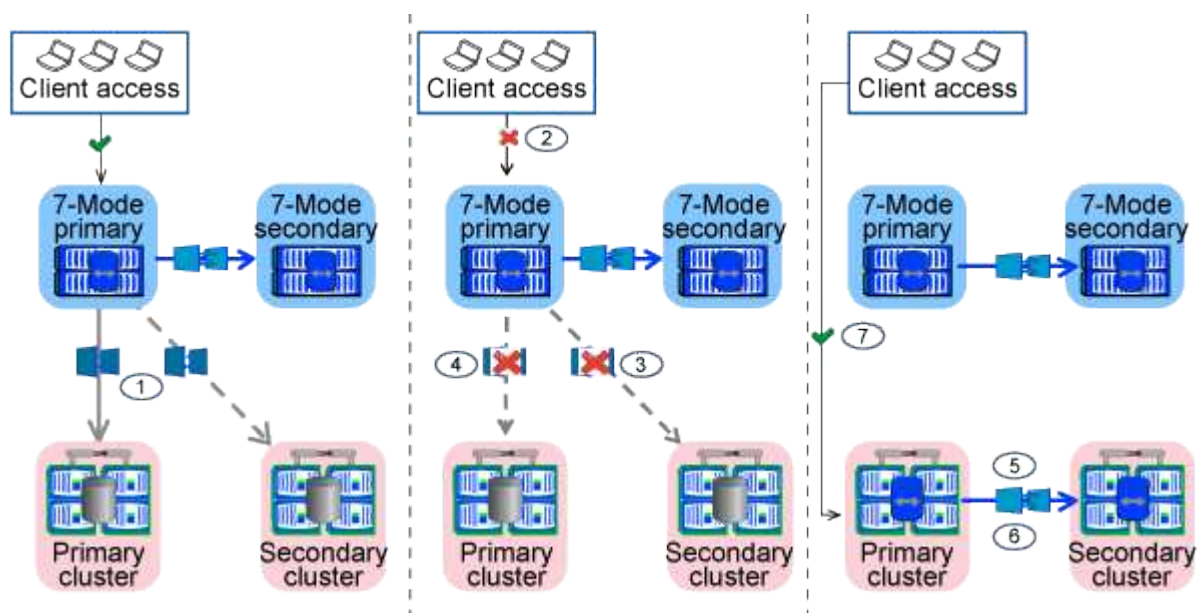 Client access
7-Mode
primary
7-Mode
secondary
1
Primary
cluster
Secondary
cluster
Client access
2
7-Mode
primary
7-Mode
secondary
4
3
Primary
cluster
Secondary
cluster
Client access
7-Mode
primary
7-Mode
secondary
7
5
6
Primary
cluster
Secondary
cluster